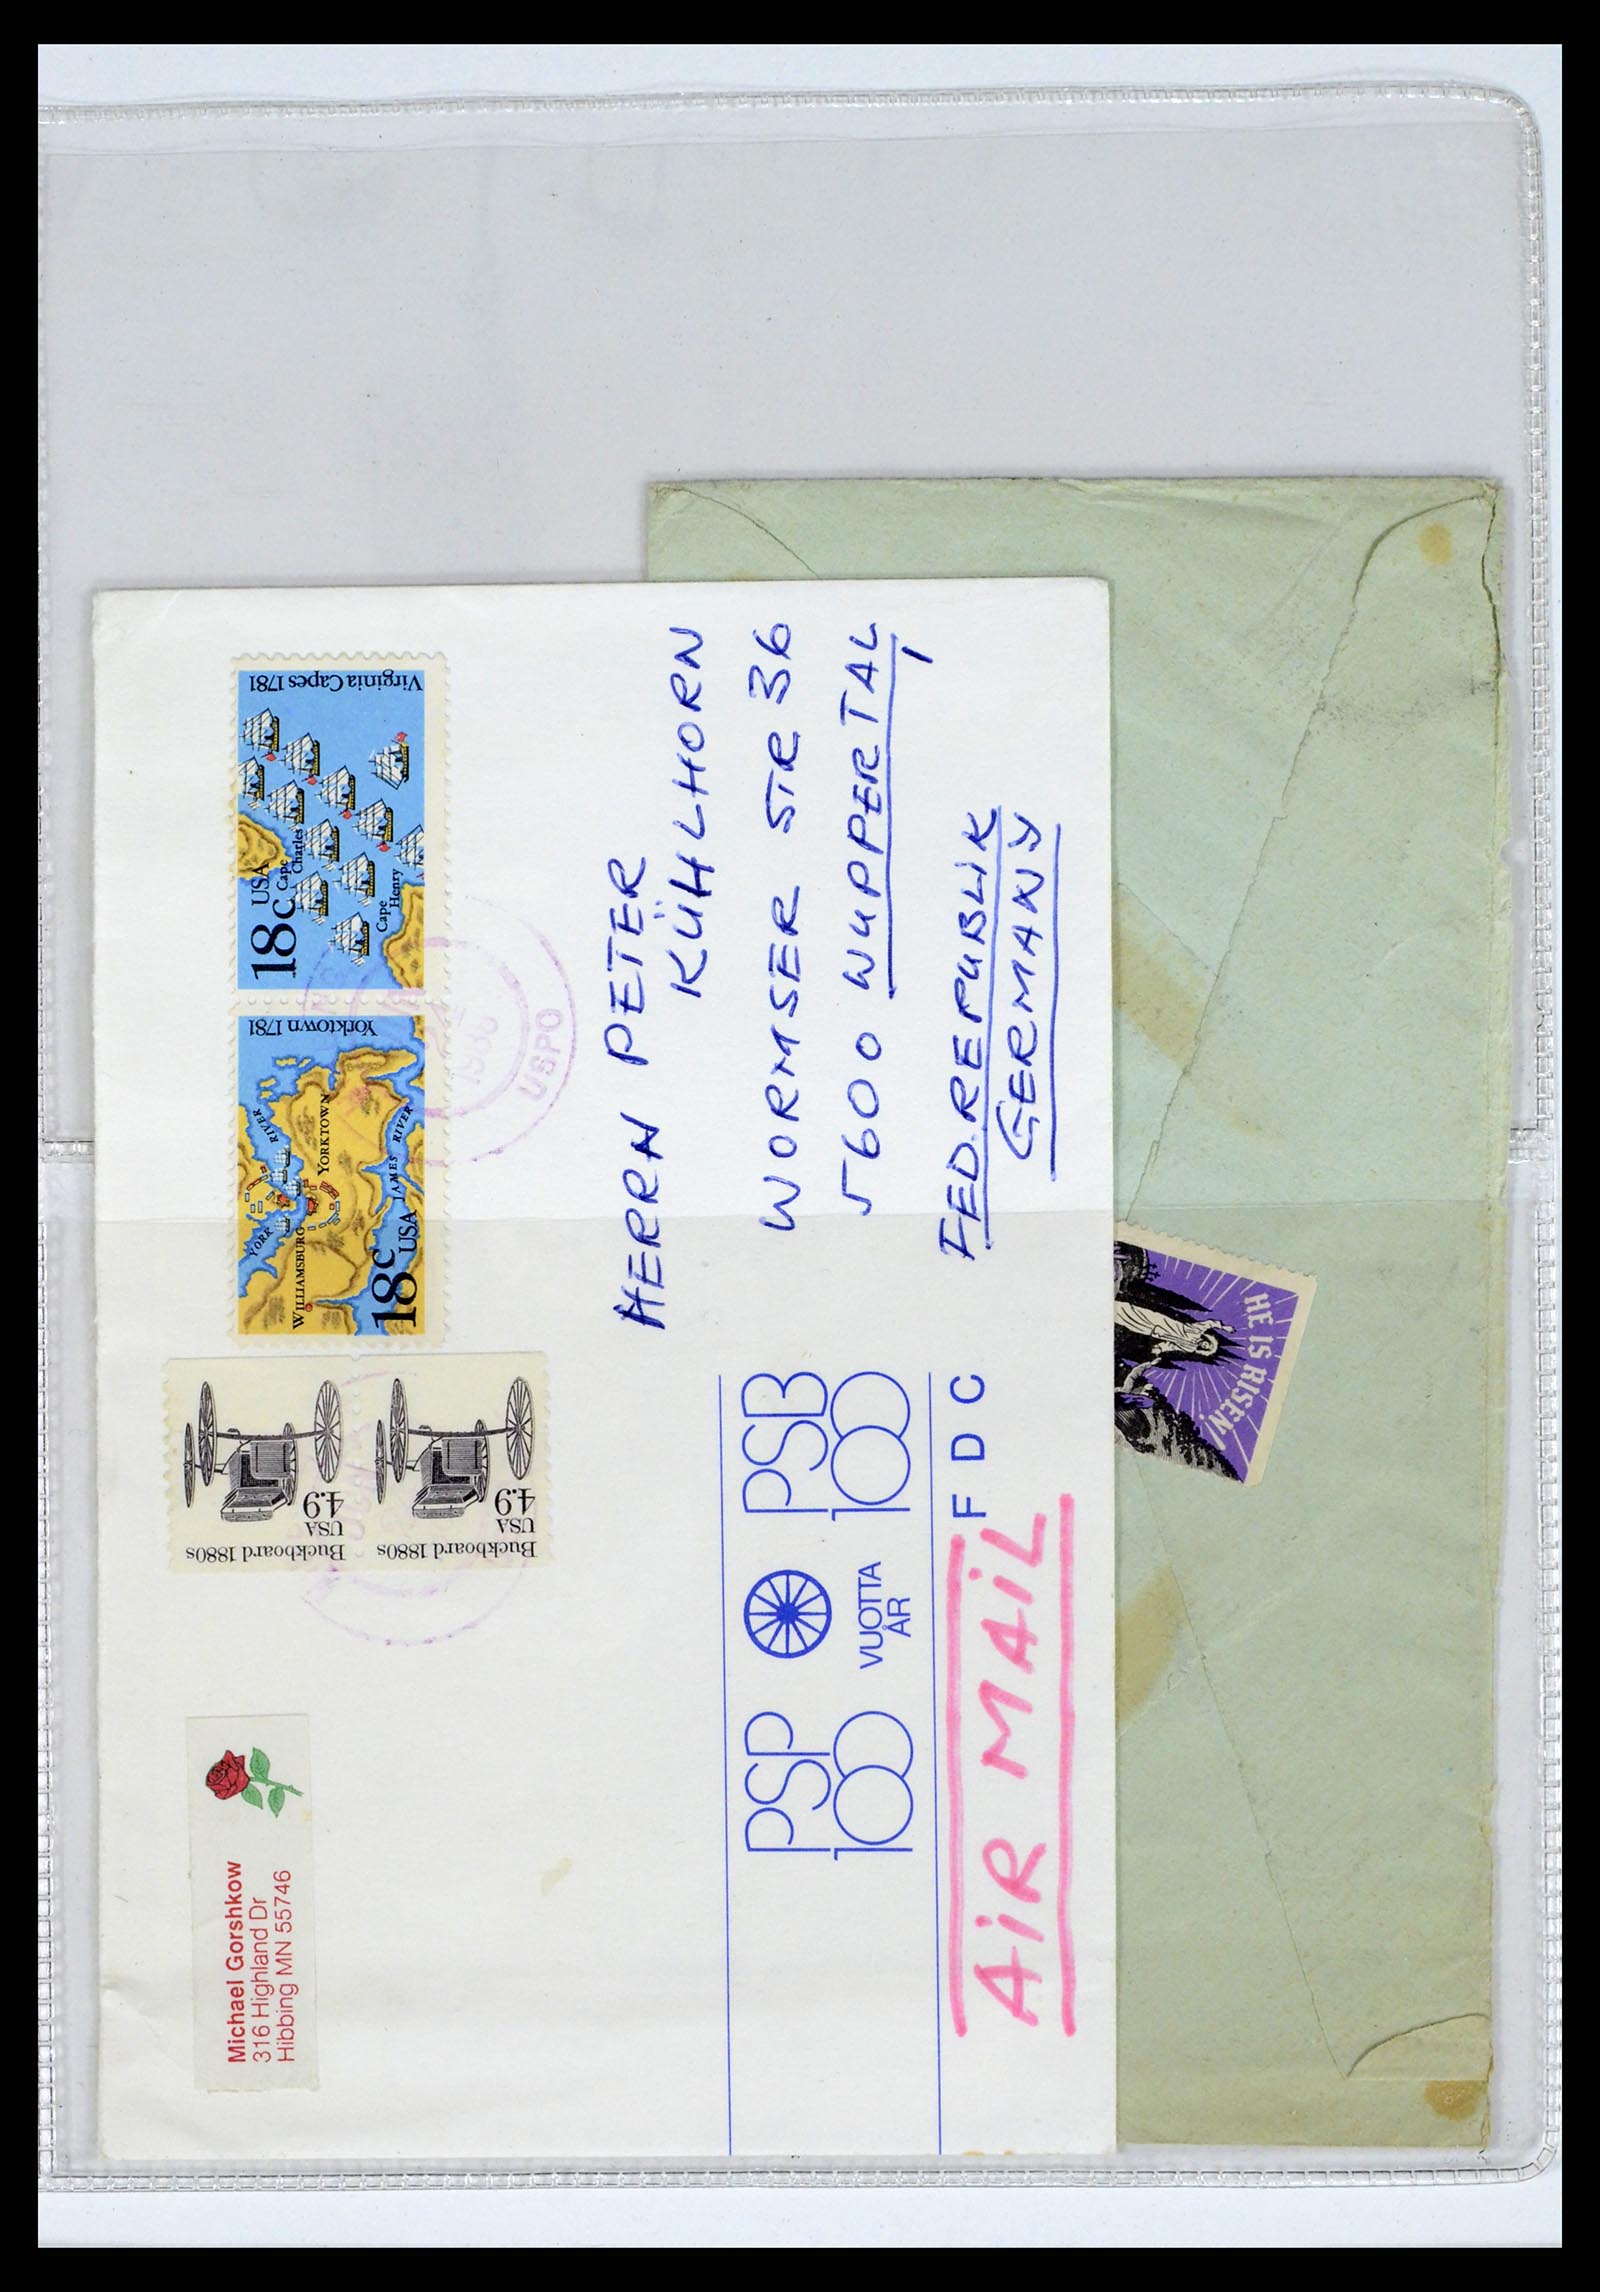 Michael Gorshkow
316 Highland Dr
Hibbing MN 55746
Buckboard 1880s
USA
4.9
Buckboard 1880s
USA
4.9
Yorktown 1781
YORK
RIVER
WILLIAMSBURG
YORKTOWN
JAMES RIVER
18c
USA
Virginia Capes 1781
18c
USA
Cape
Charles
Cape
Henry
1986
USPO
HERRN PETER
KÜHLHORN
WORMSER STR 36
5600 WUPPERTAL,
FED.REPUBLIK
GERMANY
PSP PSB
100 VUOTTA 100
ÅR
F D C
AiR MAiL
HE IS RISEN!